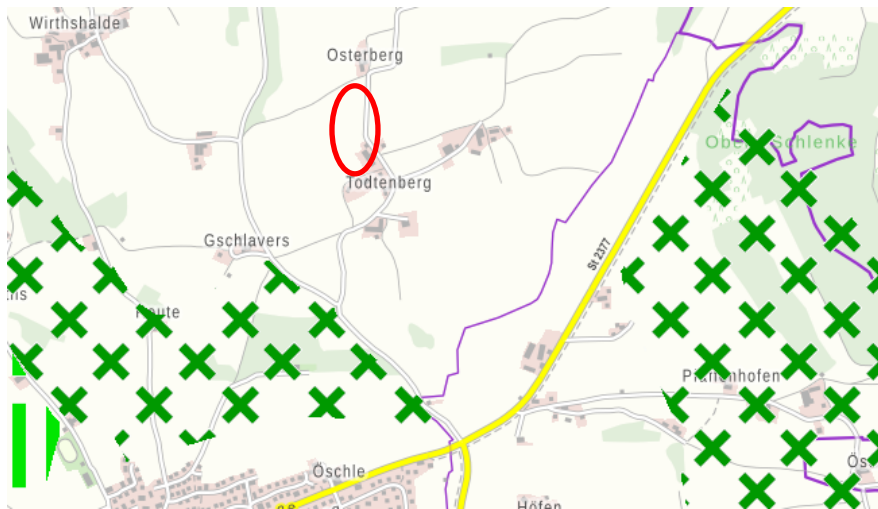 Wirthshalde
Osterberg
Obere Schlenke
Todtenberg
Gschlavers
St 2377
Öschle
Höfen